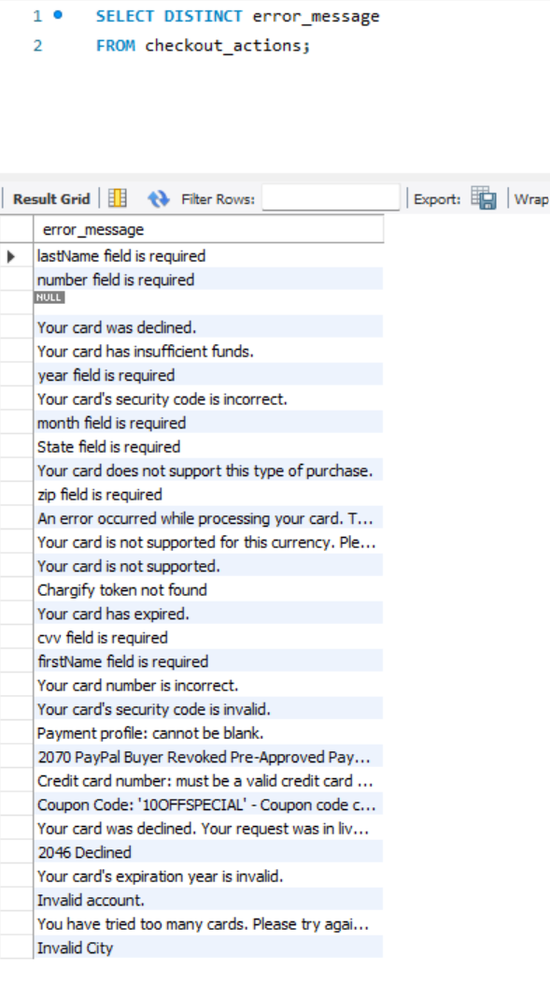 1 SELECT DISTINCT error_message
2 FROM checkout_actions;
Result Grid Filter Rows: Export: Wrap
error_message
lastName field is required
number field is required
NULL
Your card was declined.
Your card has insufficient funds.
year field is required
Your card's security code is incorrect.
month field is required
State field is required
Your card does not support this type of purchase.
zip field is required
An error occurred while processing your card. T...
Your card is not supported for this currency. Ple...
Your card is not supported.
Chargify token not found
Your card has expired.
cvv field is required
firstName field is required
Your card number is incorrect.
Your card's security code is invalid.
Payment profile: cannot be blank.
2070 PayPal Buyer Revoked Pre-Approved Pay...
Credit card number: must be a valid credit card ...
Coupon Code: '10OFFSPECIAL' - Coupon code c...
Your card was declined. Your request was in liv...
2046 Declined
Your card's expiration year is invalid.
Invalid account.
You have tried too many cards. Please try agai...
Invalid City